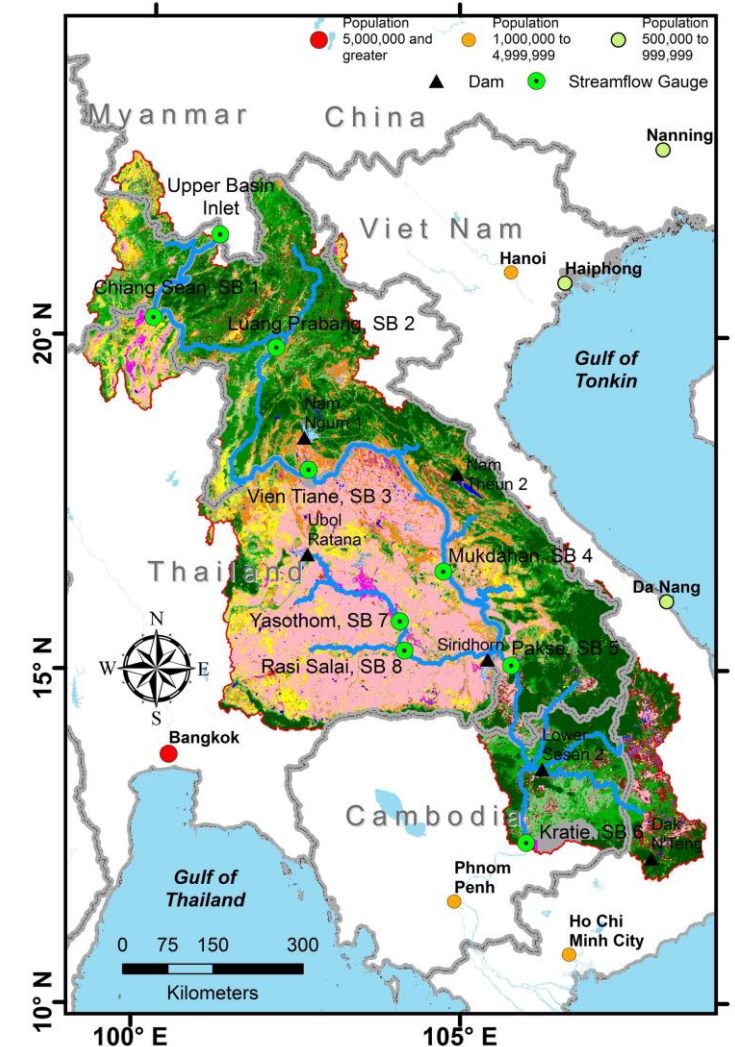 Population
5,000,000 and
greater
Population
1,000,000 to
4,999,999
Population
500,000 to
999,999
Dam
Streamflow Gauge
Myanmar
China
Nanning
Upper Basin
Inlet
Viet Nam
Hanoi
Haiphong
Chiang Sean, SB 1
Luang Prabang, SB 2
20° N
Gulf of
Tonkin
Nam
Ngum 1
Nam
Theun 2
Vien Tiane, SB 3
Ubol
Ratana
Mukdahan, SB 4
Thailand
Da Nang
N
W
E
S
Yasothom, SB 7
Siridhorn
Pakse, SB 5
Rasi Salai, SB 8
15° N
Bangkok
Lower
Sesan 2
Cambodia
Kratie, SB 6
Dak
N'Teng
Phnom
Penh
Gulf of
Thailand
Ho Chi
Minh City
0 75 150 300
Kilometers
10° N
100° E
105° E